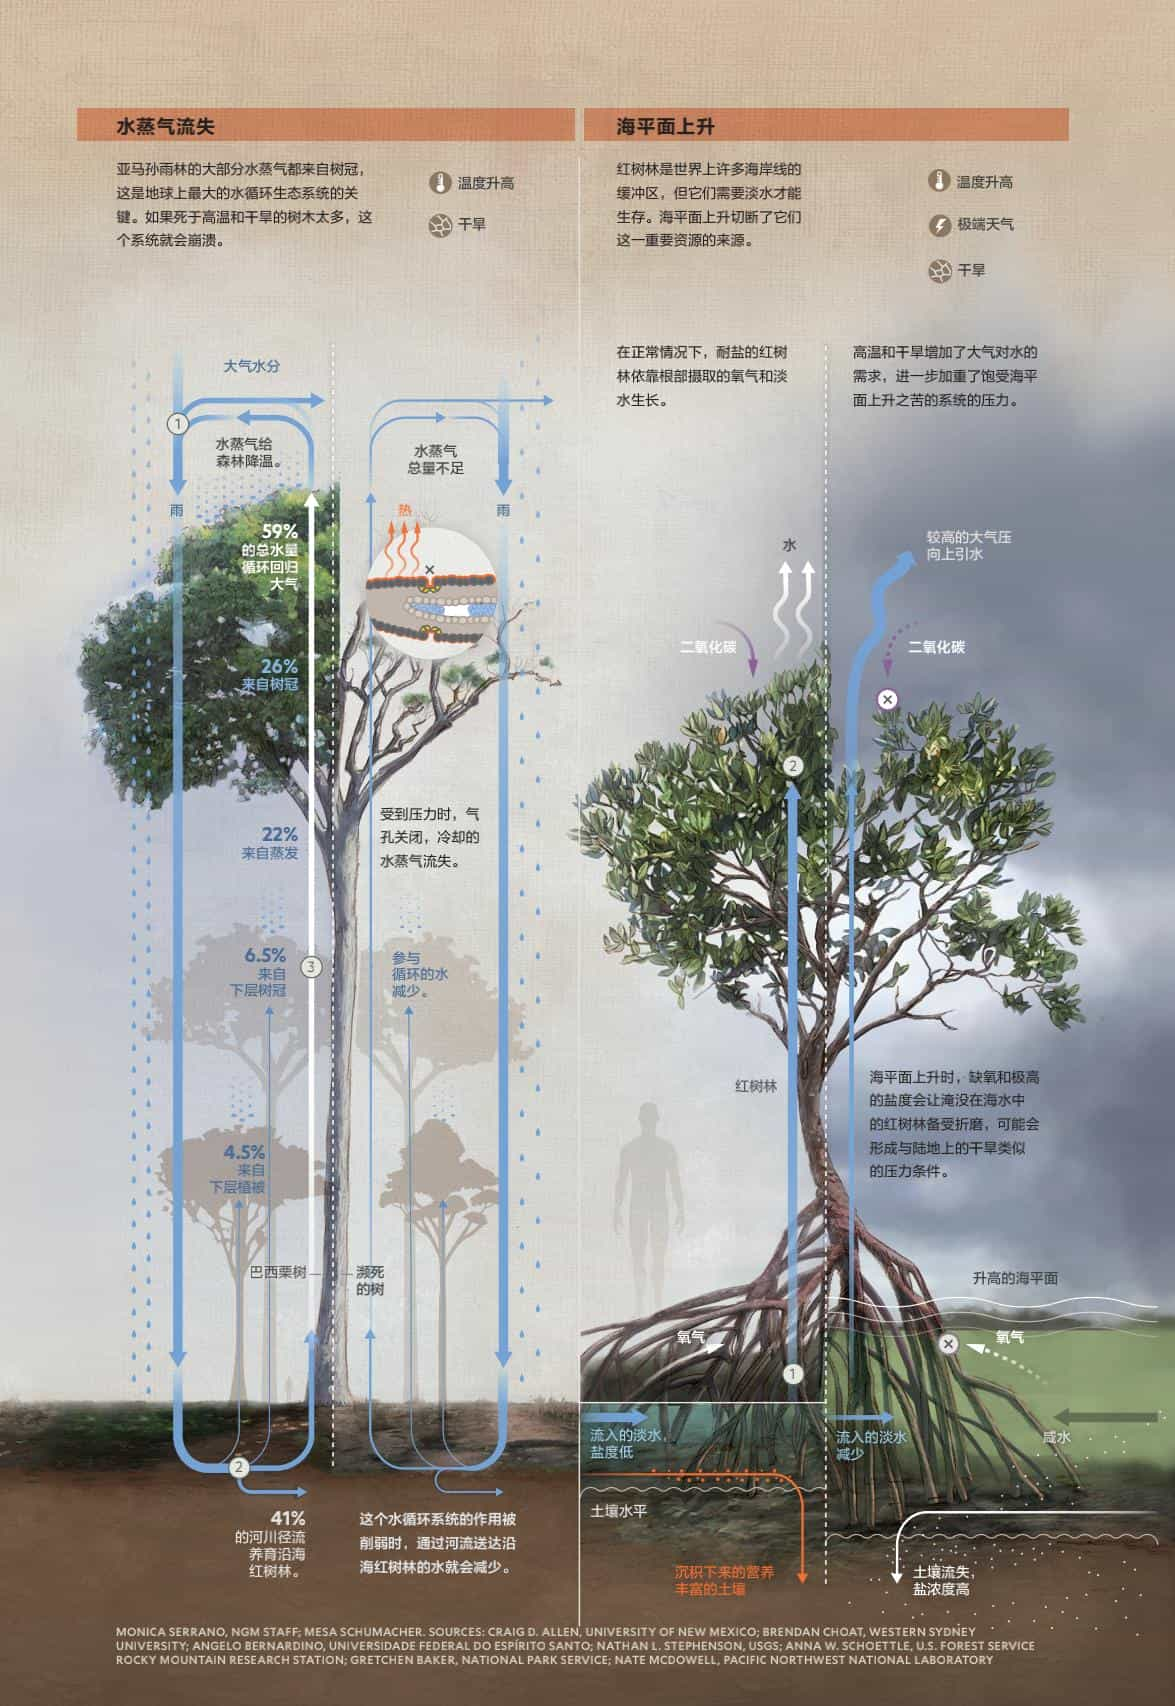 水蒸气流失
亚马孙雨林的大部分水蒸气都来自树冠，
这是地球上最大的水循环生态系统的关
键。如果死于高温和干旱的树木太多，这
个系统就会崩溃。
温度升高
干旱
大气水分
1
水蒸气给
森林降温。
雨
59%
的总水量
循环回归
大气
26%
来自树冠
22%
来自蒸发
6.5%
来自
下层树冠
3
4.5%
来自
下层植被
巴西栗树
2
41%
的河川径流
养育沿海
红树林。
水蒸气
总量不足
热
雨
受到压力时，气
孔关闭，冷却的
水蒸气流失。
参与
循环的水
减少。
濒死
的树
这个水循环系统的作用被
削弱时，通过河流送达沿
海红树林的水就会减少。
海平面上升
红树林是世界上许多海岸线的
缓冲区，但它们需要淡水才能
生存。海平面上升切断了它们
这一重要资源的来源。
温度升高
极端天气
干旱
在正常情况下，耐盐的红树
林依靠根部摄取的氧气和淡
水生长。
水
二氧化碳
2
红树林
氧气
1
流入的淡水，
盐度低
土壤水平
沉积下来的营养
丰富的土壤
高温和干旱增加了大气对水的
需求，进一步加重了饱受海平
面上升之苦的系统的压力。
较高的大气压
向上引水
二氧化碳
海平面上升时，缺氧和极高
的盐度会让淹没在海水中
的红树林备受折磨，可能会
形成与陆地上的干旱类似
的压力条件。
升高的海平面
氧气
流入的淡水
减少
咸水
土壤流失，
盐浓度高
MONICA SERRANO, NGM STAFF; MESA SCHUMACHER. SOURCES: CRAIG D. ALLEN, UNIVERSITY OF NEW MEXICO; BRENDAN CHOAT, WESTERN SYDNEY
UNIVERSITY; ANGELO BERNARDINO, UNIVERSIDADE FEDERAL DO ESPÍRITO SANTO; NATHAN L. STEPHENSON, USGS; ANNA W. SCHOETTLE, U.S. FOREST SERVICE
ROCKY MOUNTAIN RESEARCH STATION; GRETCHEN BAKER, NATIONAL PARK SERVICE; NATE MCDOWELL, PACIFIC NORTHWEST NATIONAL LABORATORY